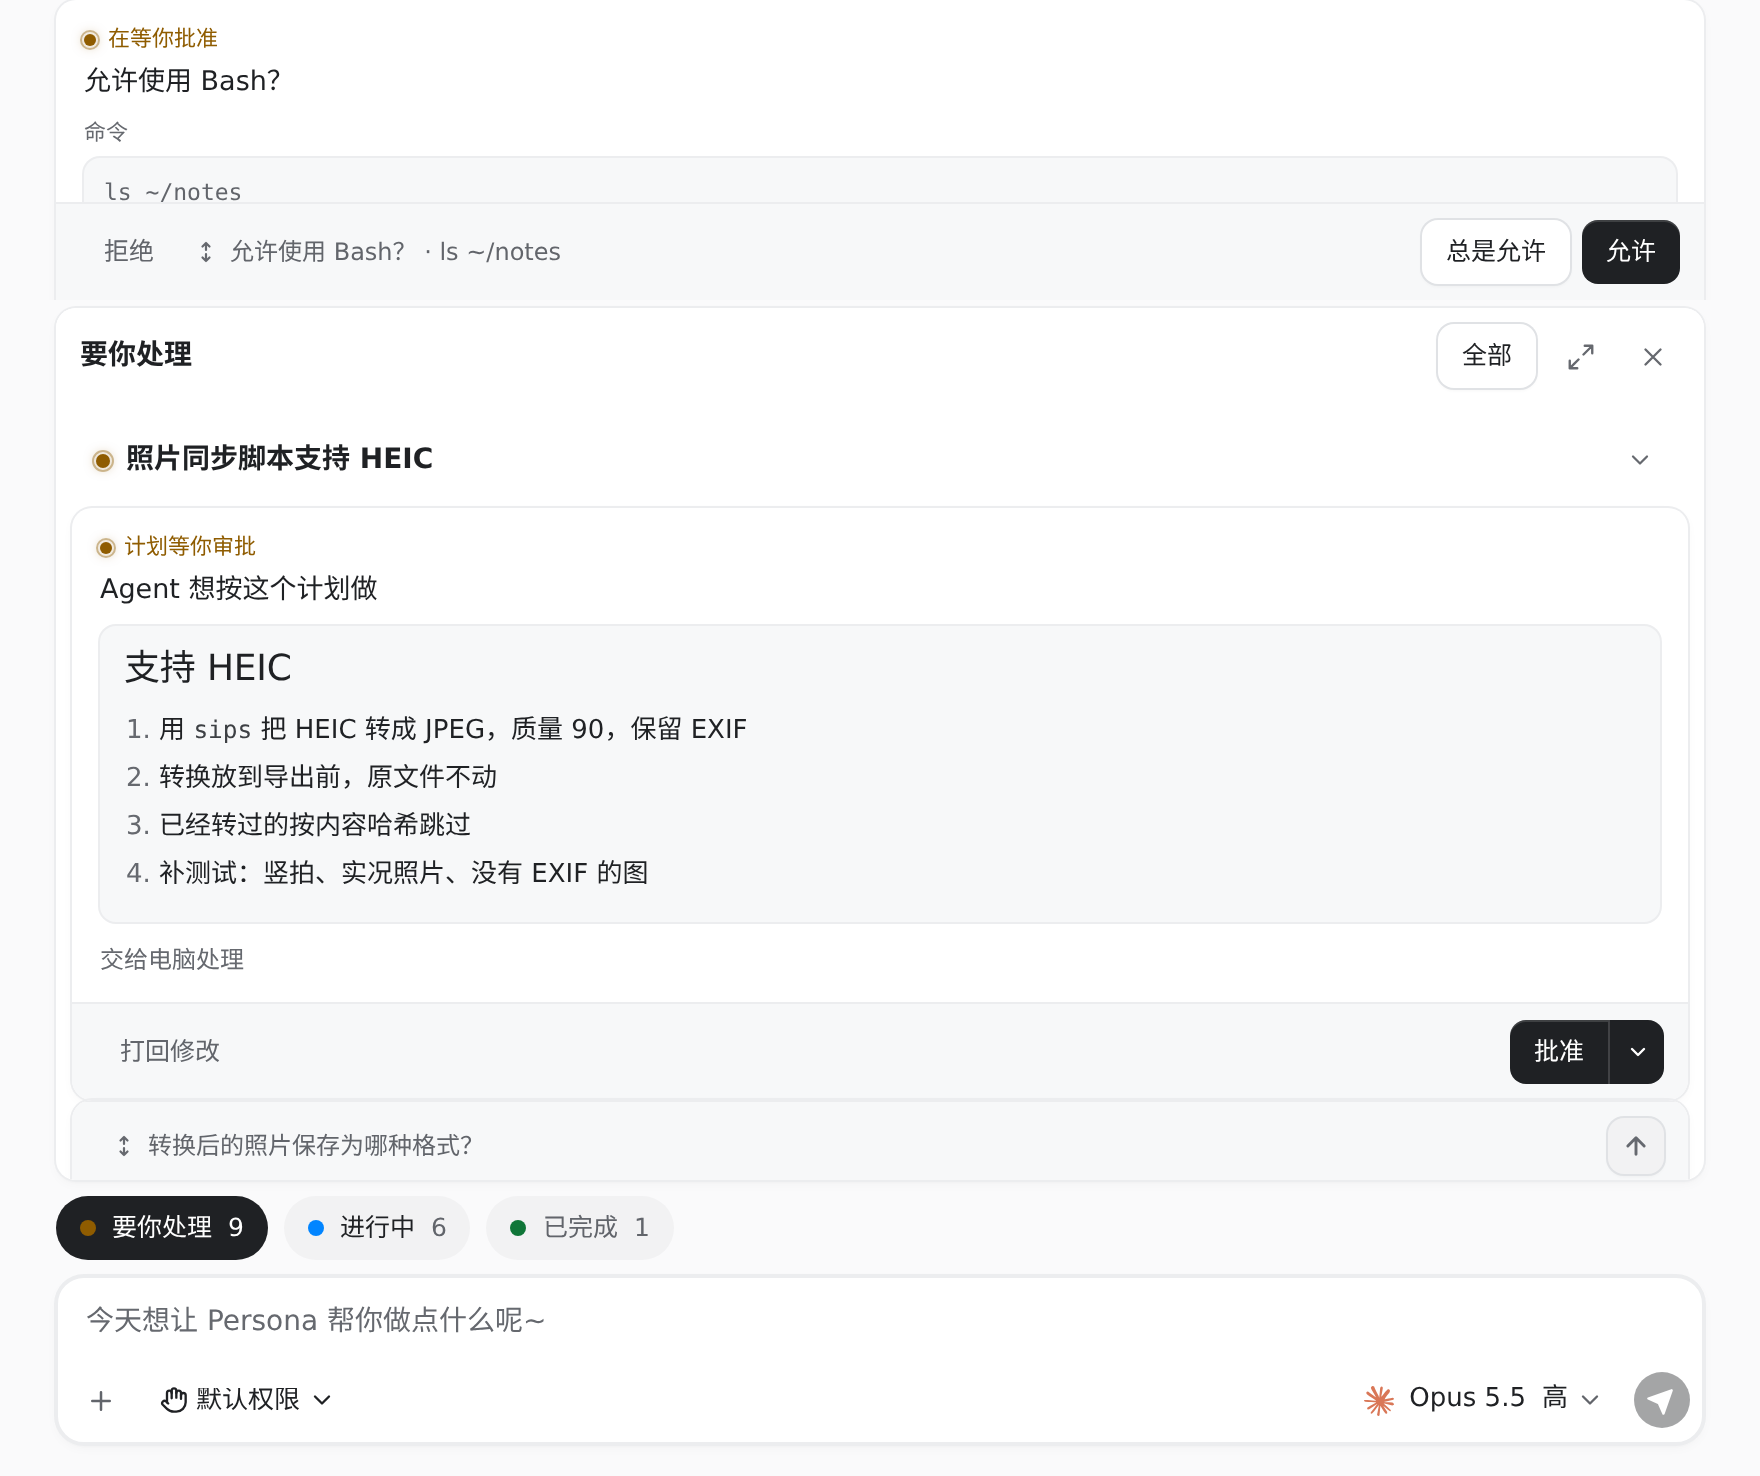 在等你批准
允许使用 Bash？
命令
ls ~/notes
拒绝 允许使用 Bash？ · ls ~/notes 总是允许 允许
要你处理 全部
照片同步脚本支持 HEIC
计划等你审批
Agent 想按这个计划做
支持 HEIC
1. 用 sips 把 HEIC 转成 JPEG，质量 90，保留 EXIF
2. 转换放到导出前，原文件不动
3. 已经转过的按内容哈希跳过
4. 补测试：竖拍、实况照片、没有 EXIF 的图
交给电脑处理
打回修改 批准
转换后的照片保存为哪种格式？
要你处理 9 进行中 6 已完成 1
今天想让 Persona 帮你做点什么呢~
默认权限 Opus 5.5 高